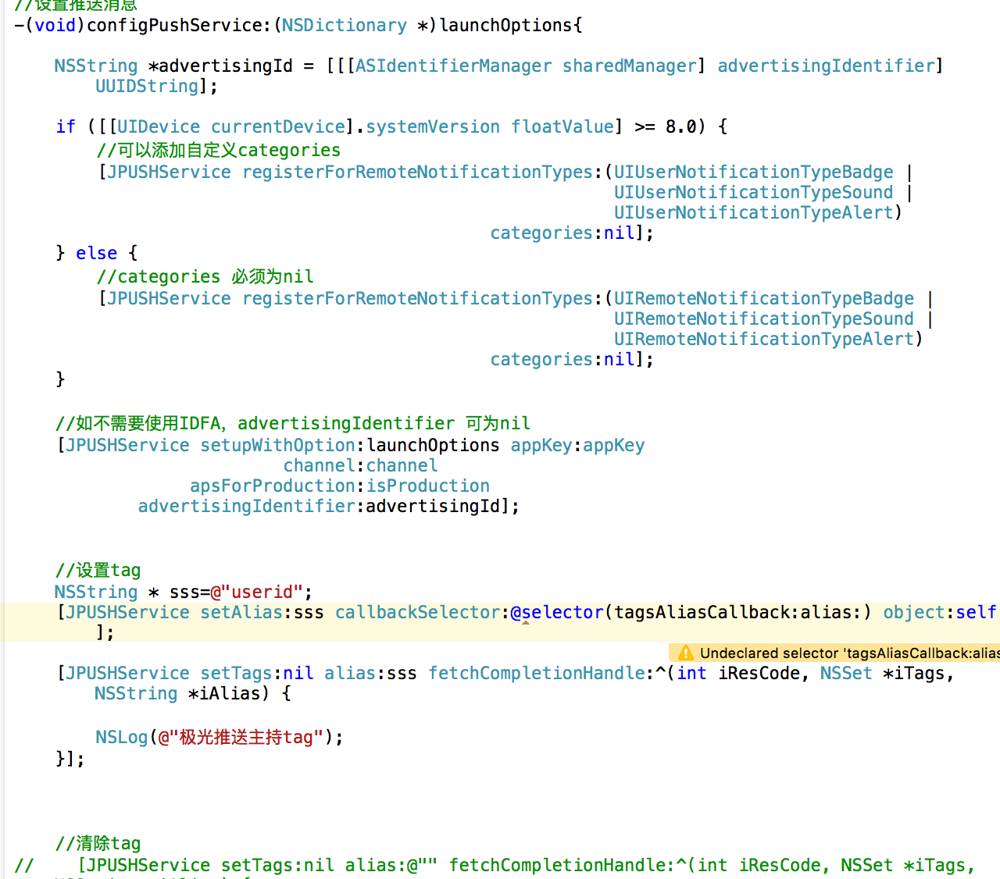 //设置推送消息
-(void)configPushService:(NSDictionary *)launchOptions{
NSString *advertisingId = [[[ASIdentifierManager sharedManager] advertisingIdentifier]
UUIDString];
if ([[UIDevice currentDevice].systemVersion floatValue] >= 8.0) {
//可以添加自定义categories
[JPUSHService registerForRemoteNotificationTypes:(UIUserNotificationTypeBadge |
UIUserNotificationTypeSound |
UIUserNotificationTypeAlert)
categories:nil];
} else {
//categories 必须为nil
[JPUSHService registerForRemoteNotificationTypes:(UIRemoteNotificationTypeBadge |
UIRemoteNotificationTypeSound |
UIRemoteNotificationTypeAlert)
categories:nil];
}
//如不需要使用IDFA，advertisingIdentifier 可为nil
[JPUSHService setupWithOption:launchOptions appKey:appKey
channel:channel
apsForProduction:isProduction
advertisingIdentifier:advertisingId];
//设置tag
NSString * sss=@"userid";
[JPUSHService setAlias:sss callbackSelector:@selector(tagsAliasCallback:alias:) object:self
];
Undeclared selector 'tagsAliasCallback:alias
[JPUSHService setTags:nil alias:sss fetchCompletionHandle:^(int iResCode, NSSet *iTags,
NSString *iAlias) {
NSLog(@"极光推送主持tag");
}];
//清除tag
// [JPUSHService setTags:nil alias:@"" fetchCompletionHandle:^(int iResCode, NSSet *iTags,